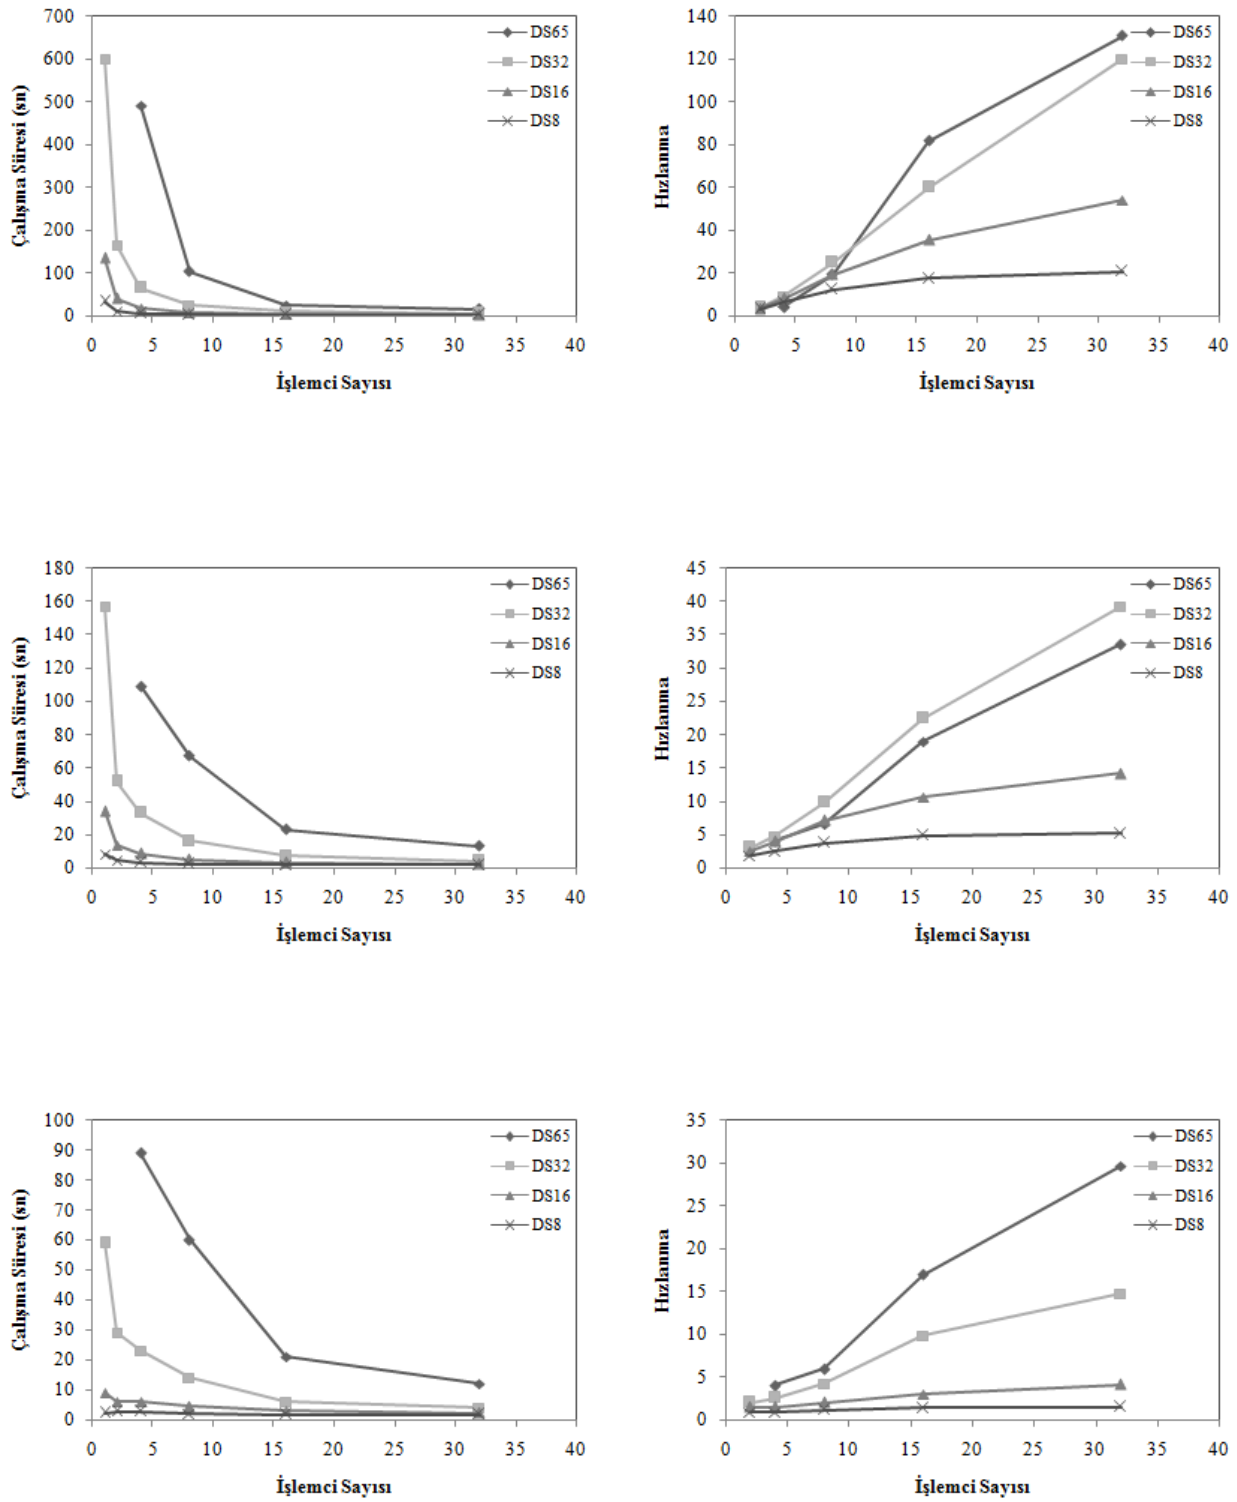 700
600
500
400
300
200
100
0
Çalışma Süresi (sn)
0 5 10 15 20 25 30 35 40
İşlemci Sayısı
DS65
DS32
DS16
DS8
140
120
100
80
60
40
20
0
Hızlanma
0 5 10 15 20 25 30 35 40
İşlemci Sayısı
DS65
DS32
DS16
DS8
180
160
140
120
100
80
60
40
20
0
Çalışma Süresi (sn)
0 5 10 15 20 25 30 35 40
İşlemci Sayısı
DS65
DS32
DS16
DS8
45
40
35
30
25
20
15
10
5
0
Hızlanma
0 5 10 15 20 25 30 35 40
İşlemci Sayısı
DS65
DS32
DS16
DS8
100
90
80
70
60
50
40
30
20
10
0
Çalışma Süresi (sn)
0 5 10 15 20 25 30 35 40
İşlemci Sayısı
DS65
DS32
DS16
DS8
35
30
25
20
15
10
5
0
Hızlanma
0 5 10 15 20 25 30 35 40
İşlemci Sayısı
DS65
DS32
DS16
DS8